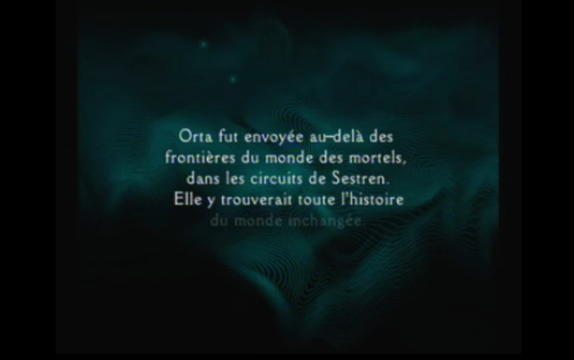 Orta fut envoyée au-delà des
frontières du monde des mortels,
dans les circuits de Sestren.
Elle y trouverait toute l'histoire
du monde inchangée.